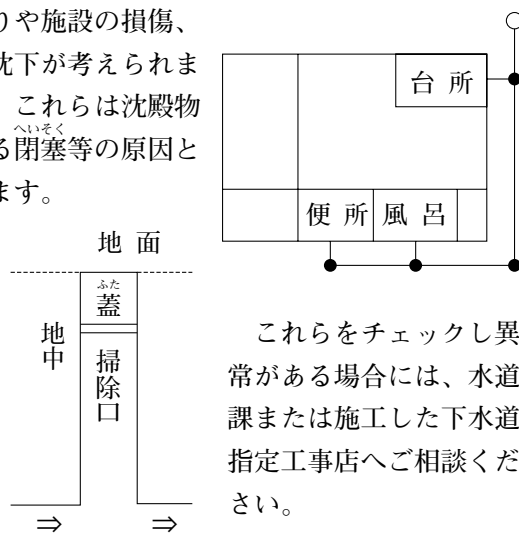 りや施設の損傷、
沈下が考えられま
これらは沈殿物
る閉塞等の原因と
へいそく
ます。
地面
ふた
蓋
地中
掃除口
⇒ ⇒
台所
便所 風呂
これらをチェックし異
常がある場合には、水道
課または施工した下水道
指定工事店へご相談くだ
さい。